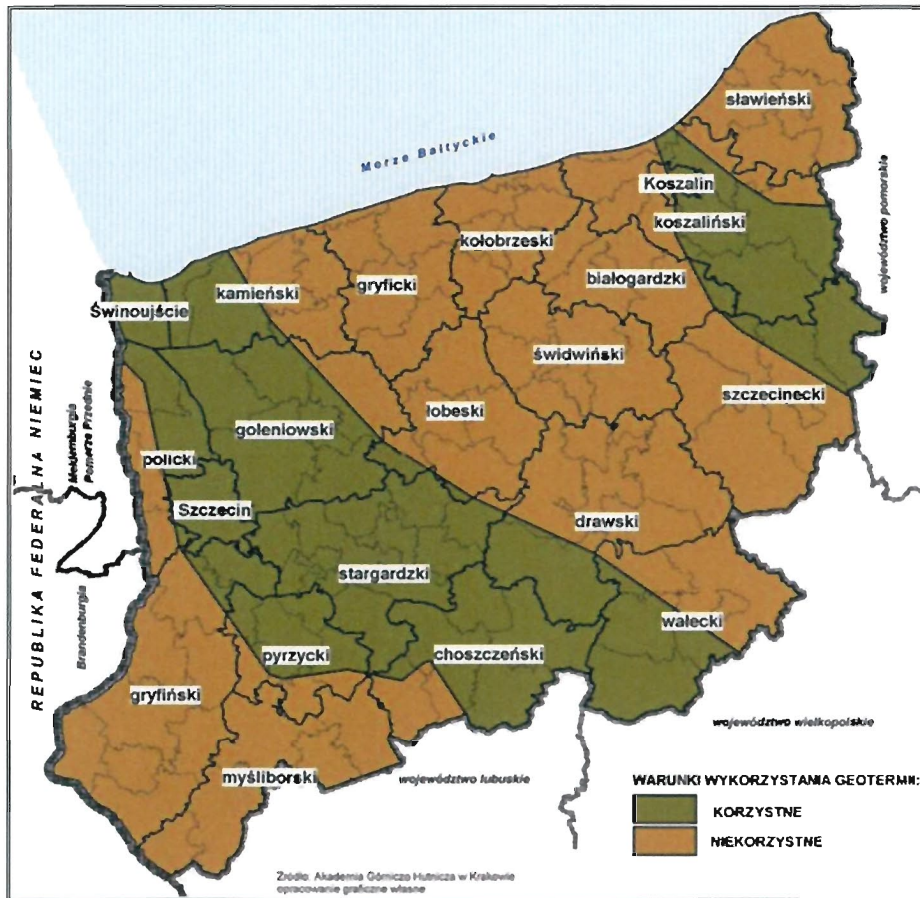 sławieński
Morze Bałtyckie
Koszalin
województwo pomorskie
koszaliński
kołobrzeski
białogardzki
gryficki
kamieński
Świnoujście
świdwiński
szczecinecki
łobeski
goleniowski
REPUBLIKA FEDERALNA NIEMIEC
Meklemburgia
Pomorze Przednie
policki
Szczecin
drawski
stargardzki
Brandenburgia
wałecki
pyrzycki
choszczeński
gryfiński
województwo wielkopolskie
myśliborski
województwo lubuskie
WARUNKI WYKORZYSTANIA GEOTERMII:
KORZYSTNE
NIEKORZYSTNE
Źródło: Akademia Górniczo Hutnicza w Krakowie
opracowanie graficzne własne